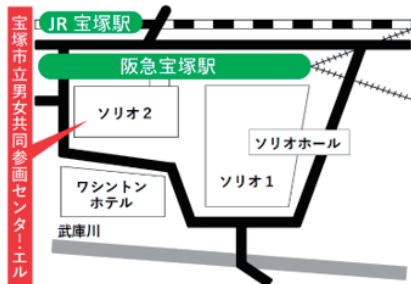 宝塚市立男女共同参画センター・エル
JR 宝塚駅
阪急宝塚駅
ソリオ2
ソリオホール
ソリオ1
ワシントン
ホテル
武庫川